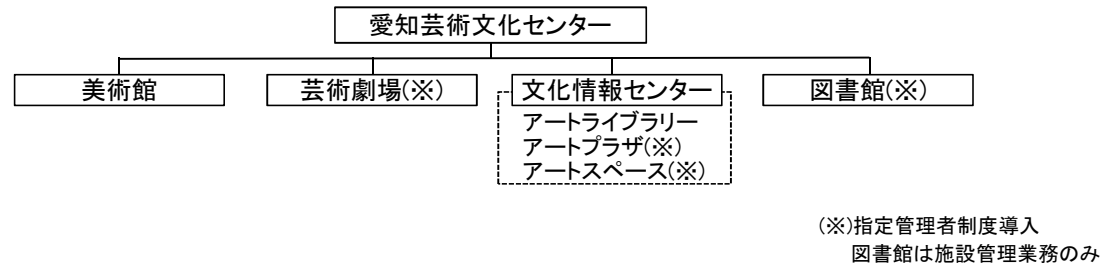 愛知芸術文化センター
美術館
芸術劇場(※)
文化情報センター
図書館(※)
アートライブラリー
アートプラザ(※)
アートスペース(※)
(※)指定管理者制度導入
図書館は施設管理業務のみ